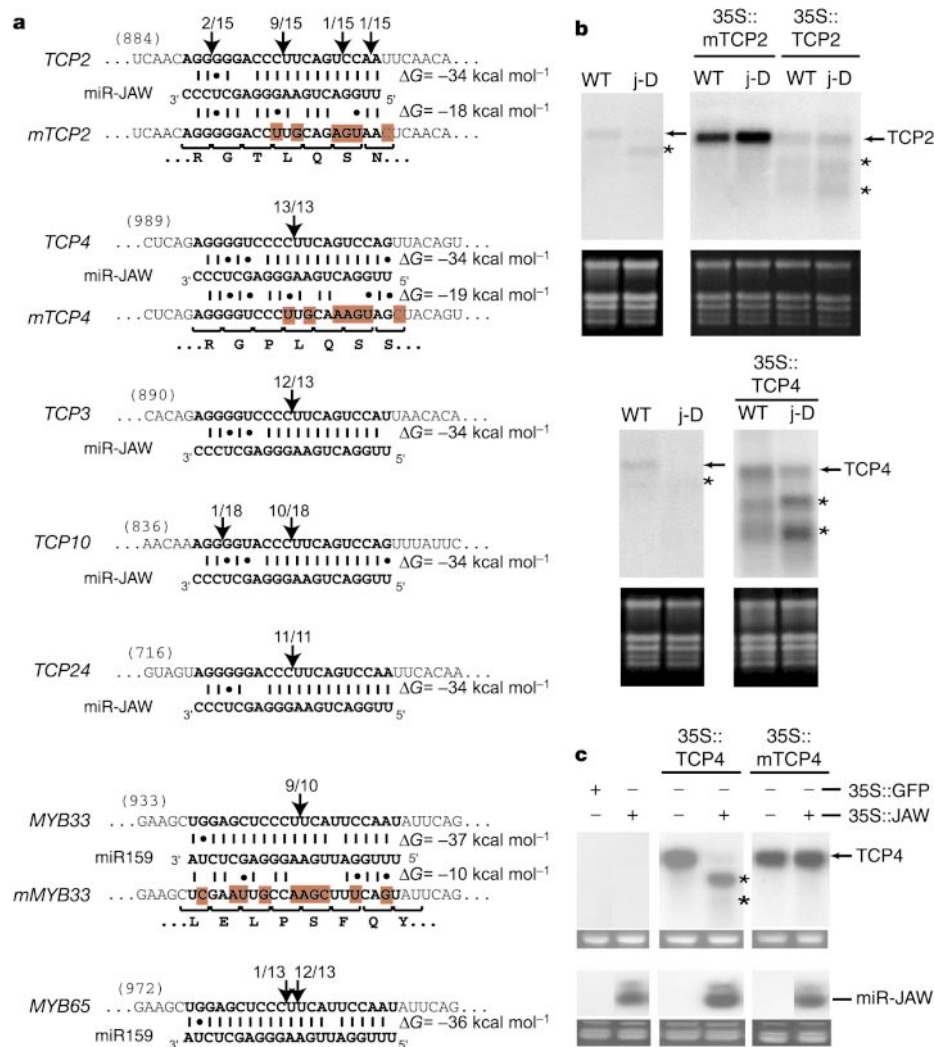 a
2/15 9/15 1/15 1/15
(884)
TCP2 ...UCAACAGGGGGACCCUUCAGUCCAAUUCAACA...
ΔG= –34 kcal mol–1
miR-JAW 3'CCCUCGAGGGAAGUCAGGUU 5'
ΔG= –18 kcal mol–1
mTCP2 ...UCAACAGGGGGACCUUGCAGAGUAACUCAACA...
...R G T L Q S N...
13/13
(989)
TCP4 ...CUCAGAGGGGUCCCCUUCAGUCCAGUUACAGU...
ΔG= –34 kcal mol–1
miR-JAW 3'CCCUCGAGGGAAGUCAGGUU 5'
ΔG= –19 kcal mol–1
mTCP4 ...CUCAGAGGGGUCCCUUGCAAAGUAGCUACAGU...
...R G P L Q S S...
12/13
(890)
TCP3 ...CACAGAGGGGUCCCCUUCAGUCCAUUAACACA...
ΔG= –34 kcal mol–1
miR-JAW 3'CCCUCGAGGGAAGUCAGGUU 5'
1/18 10/18
(836)
TCP10 ...AACAAAGGGGUACCCUUCAGUCCAGUUUAUUC...
ΔG= –34 kcal mol–1
miR-JAW 3'CCCUCGAGGGAAGUCAGGUU 5'
11/11
(716)
TCP24 ...GUAGUAGGGGGACCCUUCAGUCCAAUUCACAA...
ΔG= –34 kcal mol–1
miR-JAW 3'CCCUCGAGGGAAGUCAGGUU 5'
9/10
(933)
MYB33 ...GAAGCUGGAGCUCCCUUCAUUCCAAUAUUCAG...
ΔG= –37 kcal mol–1
miR159 3'AUCUCGAGGGAAGUUAGGUUU 5'
ΔG= –10 kcal mol–1
mMYB33 ...GAAGCUCGAAUUGCCAAGCUUUCAGUAUUCAG...
...L E L P S F Q Y...
1/13 12/13
(972)
MYB65 ...GAAGCUGGAGCUCCCUUCAUUCCAAUAUUCAG...
ΔG= –36 kcal mol–1
miR159 3'AUCUCGAGGGAAGUUAGGUUU 5'
b
35S:: 35S::
mTCP2 TCP2
WT j-D WT j-D WT j-D
TCP2
*
*
*
35S::
TCP4
WT j-D WT j-D
TCP4
*
*
*
c
35S:: 35S::
TCP4 mTCP4
+ – – – – – 35S::GFP
– + – + – + 35S::JAW
TCP4
*
*
miR-JAW